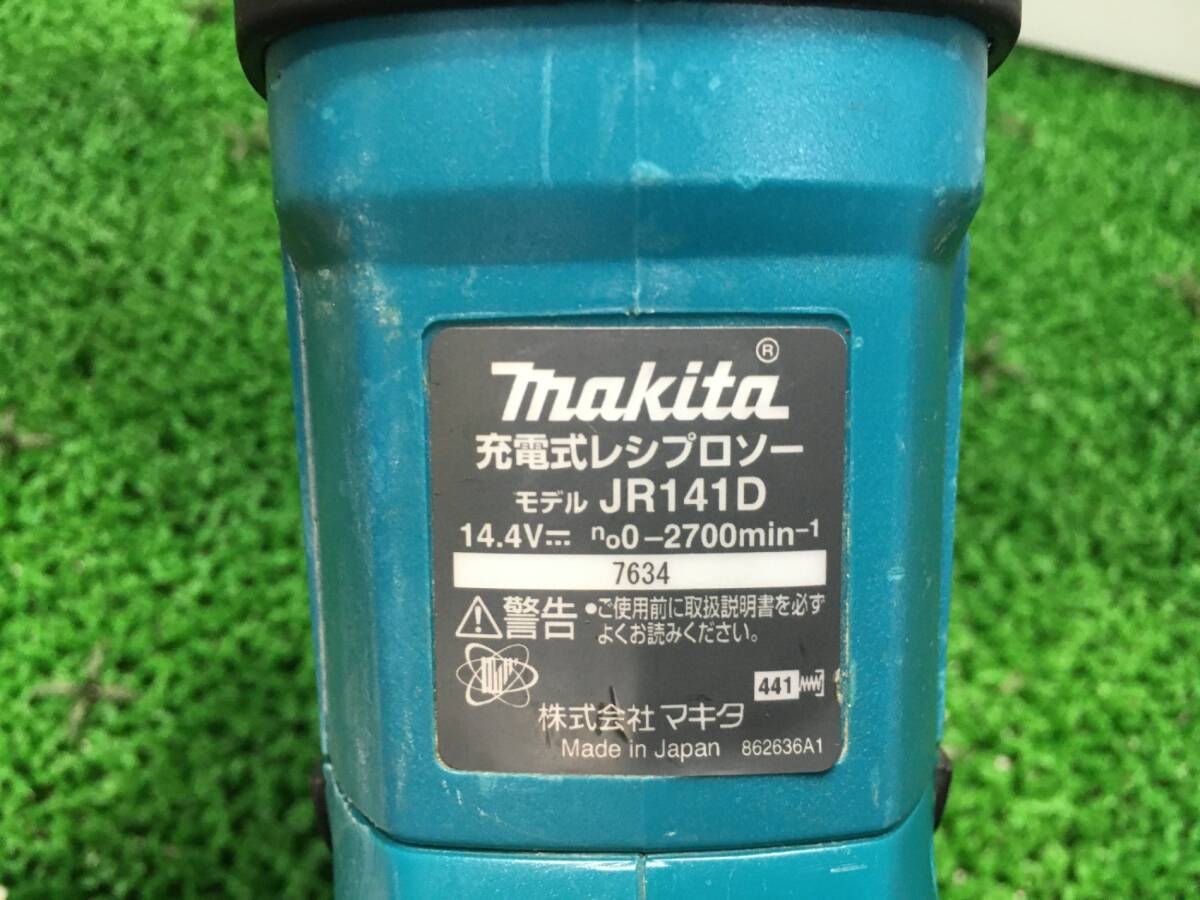 makita®
充電式レシプロソー
モデル JR141D
14.4V⎓ no0-2700min-1
7634
警告 •ご使用前に取扱説明書を必ず
よくお読みください。
441
株式会社マキタ
Made in Japan 862636A1